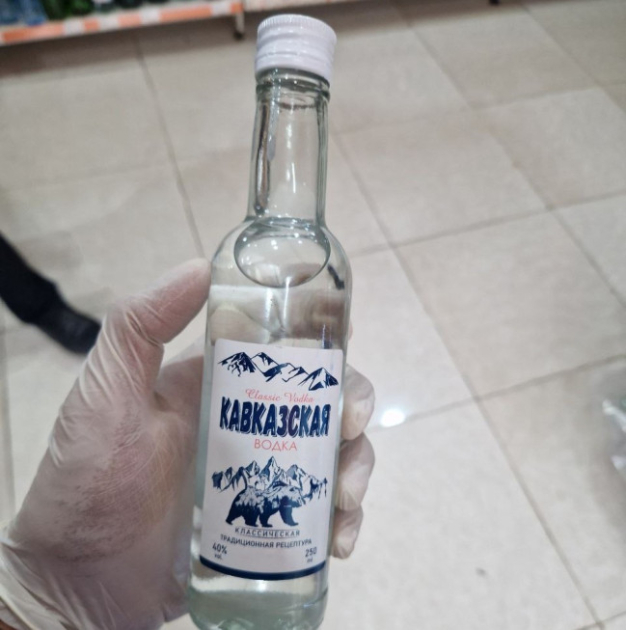 Classic Vodka
КАВКАЗСКАЯ
ВОДКА
КЛАССИЧЕСКАЯ
ТРАДИЦИОННАЯ РЕЦЕПТУРА
40% 250